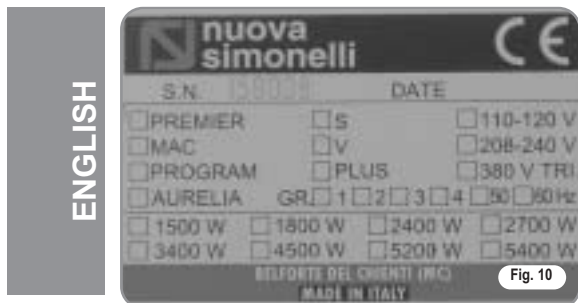 ENGLISH
nuova
simonelli
CE
S.N. DATE
PREMIER S 110-120 V
MAC V 208-240 V
PROGRAM PLUS 380 V TRI
AURELIA GR. 1 2 3 4 50 60 Hz
1500 W 1800 W 2400 W 2700 W
3400 W 4500 W 5200 W 5400 W
BELFORTE DEL CHIENTI (MC)
MADE IN ITALY
Fig. 10